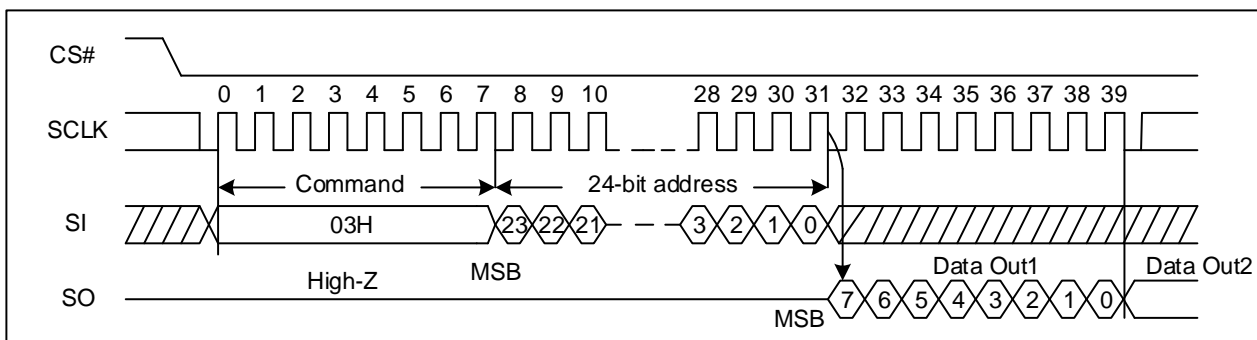 CS#
0 1 2 3 4 5 6 7 8 9 10 28 29 30 31 32 33 34 35 36 37 38 39
SCLK
Command 24-bit address
SI 03H 23 22 21 3 2 1 0
High-Z MSB Data Out1 Data Out2
SO 7 6 5 4 3 2 1 0
MSB